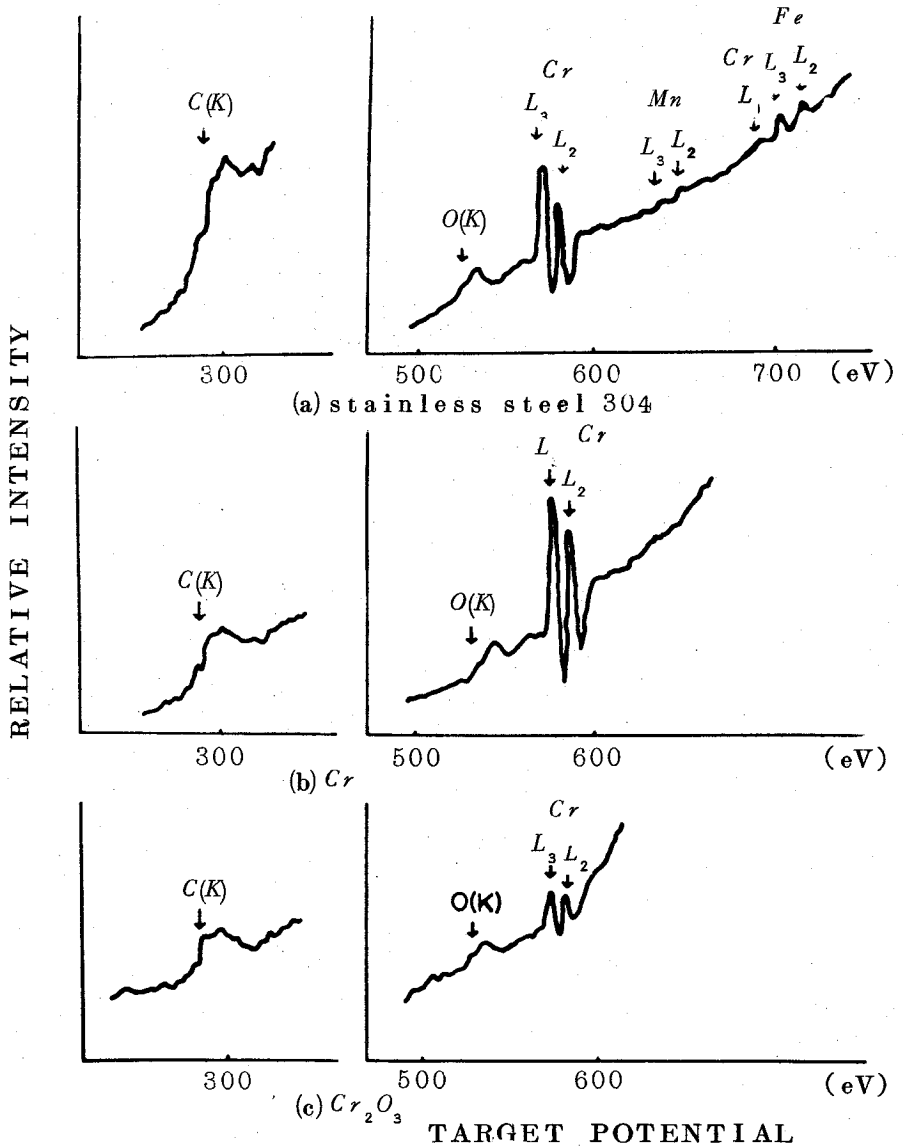 Fe
C(K)
Cr
Mn
Cr L₃ L₂
L₃ L₂
L₃ L₂
L
O(K)
300
500 600 700 (eV)
(a) stainless steel 304
RELATIVE INTENSITY
Cr
L L₂
C(K)
O(K)
300
500 600 (eV)
(b) Cr
Cr
L₃ L₂
C(K)
O(K)
300
500 600 (eV)
(c) Cr₂O₃
TARGET POTENTIAL